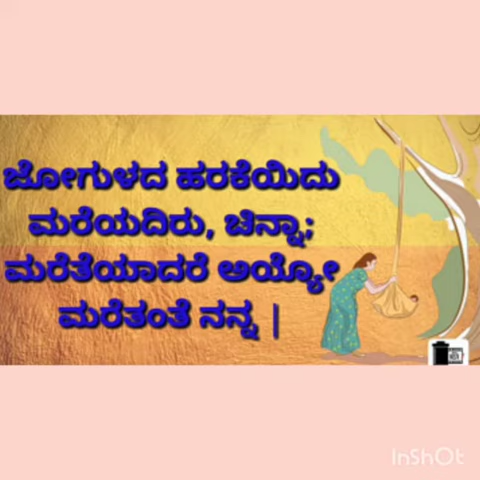 ಜೋಗುಳದ ಹರಕೆಯಿದು
ಮರೆಯದಿರು, ಚಿನ್ನಾ;
ಮರೆತೆಯಾದರೆ ಅಯ್ಯೋ
ಮರೆತಂತೆ ನನ್ನ |
InShOt